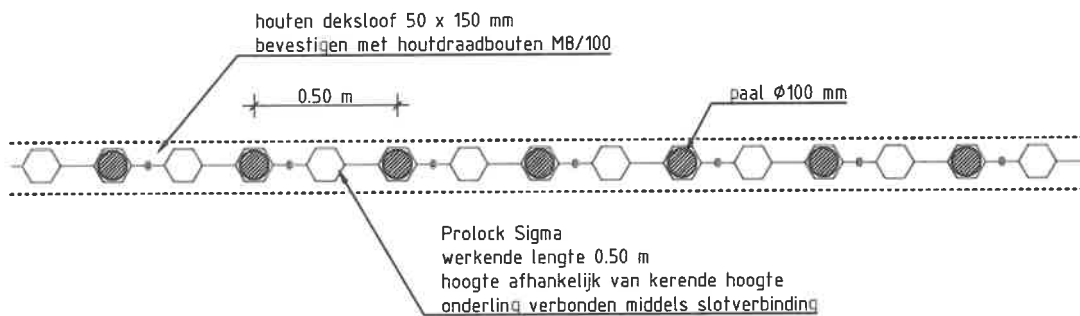 houten deksloof 50 x 150 mm
bevestigen met houtdraadbouten M8/100
0.50 m
paal Φ100 mm
Prolock Sigma
werkende lengte 0.50 m
hoogte afhankelijk van kerende hoogte
onderling verbonden middels slotverbinding